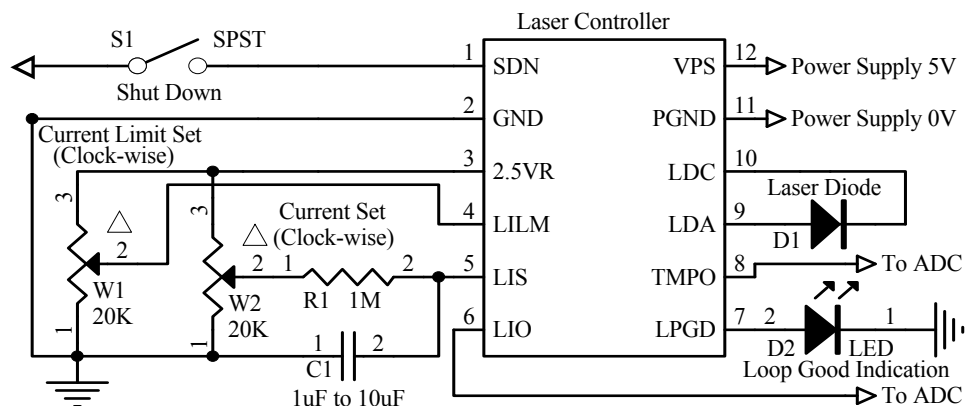 Laser Controller
S1 SPST
Shut Down
1 SDN
VPS 12 Power Supply 5V
2 GND
PGND 11 Power Supply 0V
Current Limit Set
(Clock-wise)
3 2.5VR
LDC 10
Laser Diode
3
2
W1
20K
1
4 LILM
LDA 9
D1
Current Set
(Clock-wise)
3
2
W2
20K
1
1 2
R1 1M
5 LIS
TMPO 8 To ADC
6 LIO
LPGD 7
2 1
D2 LED
Loop Good Indication
1 2
C1
1uF to 10uF
To ADC